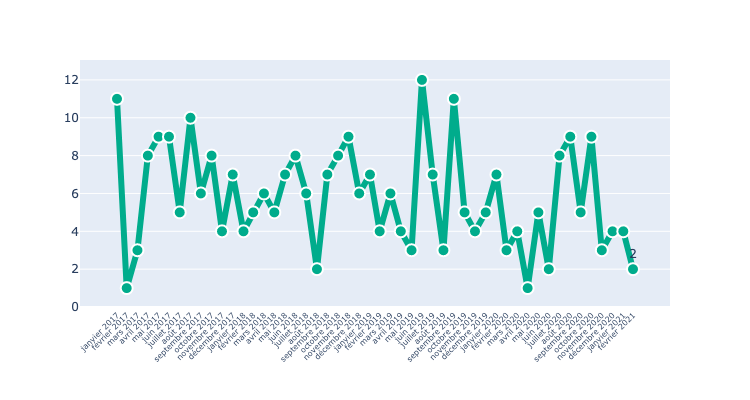 12
10
8
6
4
2
0
2
janvier 2017
février 2017
mars 2017
avril 2017
mai 2017
juin 2017
juillet 2017
août 2017
septembre 2017
octobre 2017
novembre 2017
décembre 2017
janvier 2018
février 2018
mars 2018
avril 2018
mai 2018
juin 2018
juillet 2018
août 2018
septembre 2018
octobre 2018
novembre 2018
décembre 2018
janvier 2019
février 2019
mars 2019
avril 2019
mai 2019
juin 2019
juillet 2019
août 2019
septembre 2019
octobre 2019
novembre 2019
décembre 2019
janvier 2020
février 2020
mars 2020
avril 2020
mai 2020
juin 2020
juillet 2020
août 2020
septembre 2020
octobre 2020
novembre 2020
décembre 2020
janvier 2021
février 2021